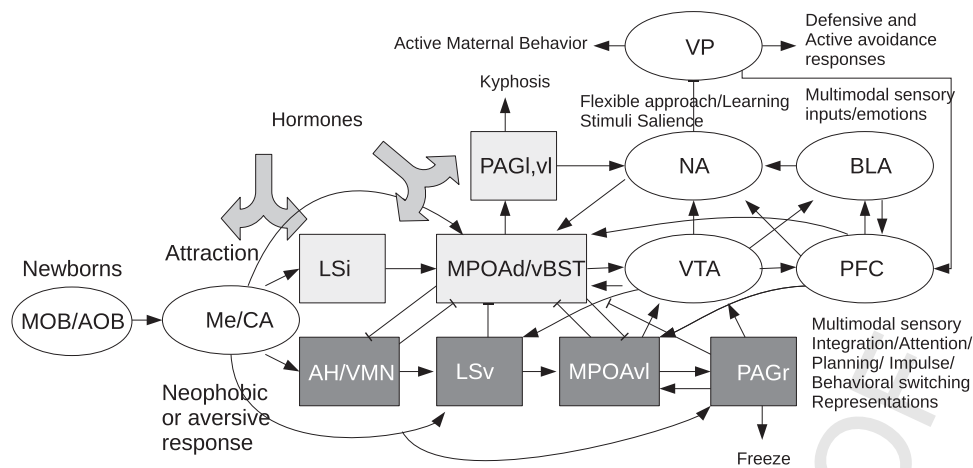 Active Maternal Behavior
VP
Defensive and
Active avoidance
responses
Kyphosis
Flexible approach/Learning
Stimuli Salience
Multimodal sensory
inputs/emotions
Hormones
PAGl,vl
NA
BLA
Attraction
Newborns
LSi
MPOAd/vBST
VTA
PFC
MOB/AOB
Me/CA
AH/VMN
LSv
MPOAvl
PAGr
Neophobic
or aversive
response
Multimodal sensory
Integration/Attention/
Planning/ Impulse/
Behavioral switching
Representations
Freeze